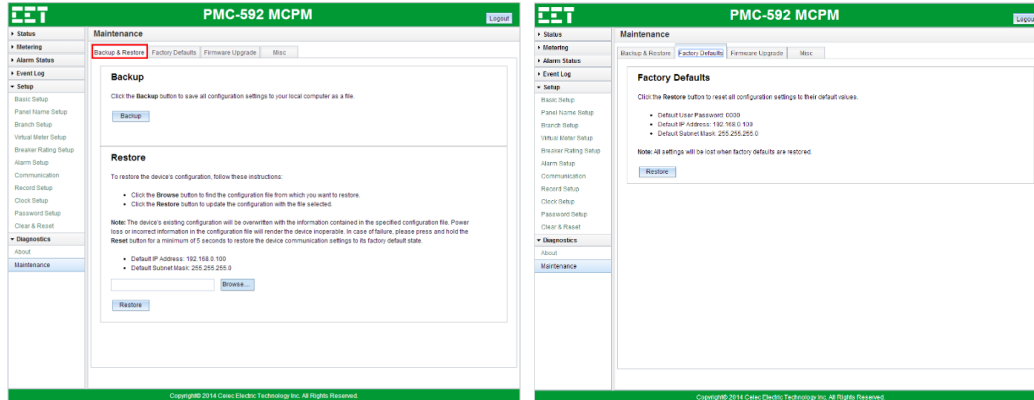 CET
PMC-592 MCPM
Logout
Status
Metering
Alarm Status
Event Log
Setup
Basic Setup
Panel Name Setup
Branch Setup
Virtual Meter Setup
Breaker Rating Setup
Alarm Setup
Communication
Record Setup
Clock Setup
Password Setup
Clear & Reset
Diagnostics
About
Maintenance
Maintenance
Backup & Restore Factory Defaults Firmware Upgrade Misc
Backup
Click the Backup button to save all configuration settings to your local computer as a file.
Backup
Restore
To restore the device's configuration, follow these instructions:
Click the Browse button to find the configuration file from which you want to restore.
Click the Restore button to update the configuration with the file selected.
Note: The device's existing configuration will be overwritten with the information contained in the specified configuration file. Power
loss or incorrect information in the configuration file will render the device inoperable. In case of failure, please press and hold the
Reset button for a minimum of 5 seconds to restore the device communication settings to its factory default state.
Default IP Address: 192.168.0.100
Default Subnet Mask: 255.255.255.0
Browse...
Restore
Copyright© 2014 Ceiec Electric Technology Inc. All Rights Reserved.
CET
PMC-592 MCPM
Logout
Status
Metering
Alarm Status
Event Log
Setup
Basic Setup
Panel Name Setup
Branch Setup
Virtual Meter Setup
Breaker Rating Setup
Alarm Setup
Communication
Record Setup
Clock Setup
Password Setup
Clear & Reset
Diagnostics
About
Maintenance
Maintenance
Backup & Restore Factory Defaults Firmware Upgrade Misc
Factory Defaults
Click the Restore button to reset all configuration settings to their default values.
Default User Password: 0000
Default IP Address: 192.168.0.100
Default Subnet Mask: 255.255.255.0
Note: All settings will be lost when factory defaults are restored.
Restore
Copyright© 2014 Ceiec Electric Technology Inc. All Rights Reserved.